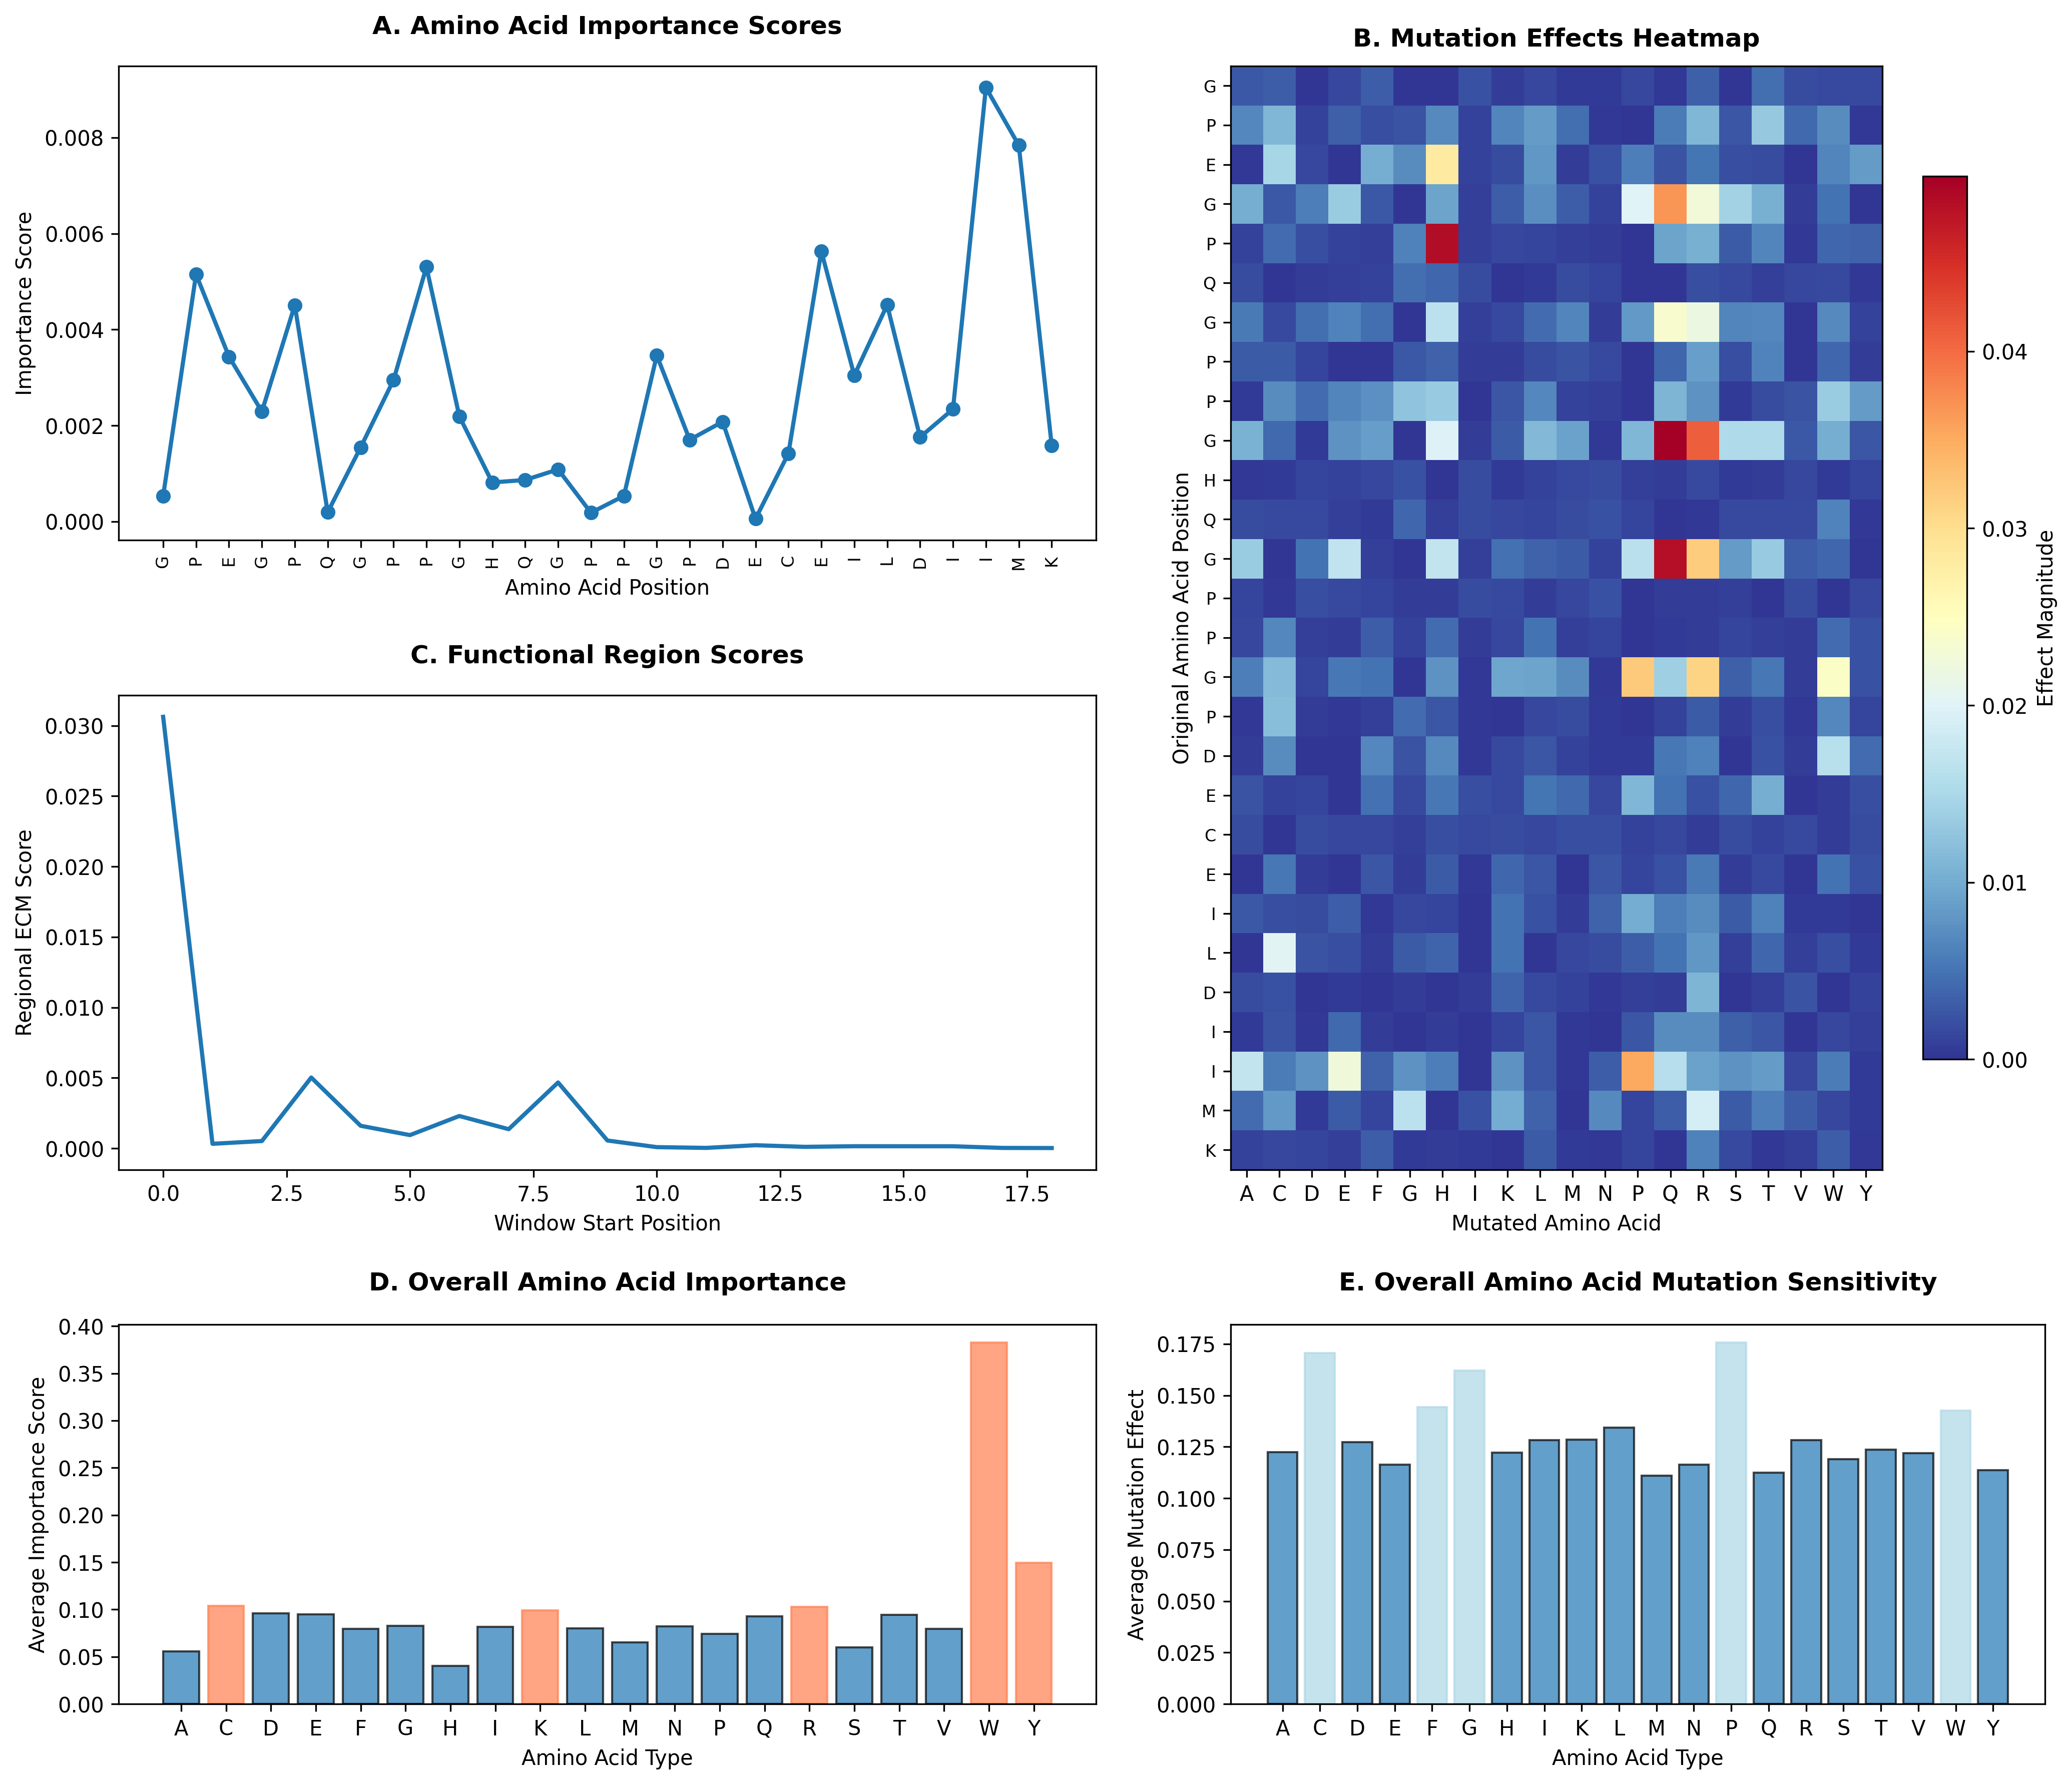 A. Amino Acid Importance Scores
Importance Score
0.008
0.006
0.004
0.002
0.000
G P E G P Q G P P G H Q G P P G P D E C E I L D I I M K
Amino Acid Position
B. Mutation Effects Heatmap
Original Amino Acid Position
G
P
E
G
P
Q
G
P
P
G
H
Q
G
P
P
G
P
D
E
C
E
I
L
D
I
I
M
K
A C D E F G H I K L M N P Q R S T V W Y
Mutated Amino Acid
0.04
0.03
0.02
0.01
0.00
Effect Magnitude
C. Functional Region Scores
Regional ECM Score
0.030
0.025
0.020
0.015
0.010
0.005
0.000
0.0 2.5 5.0 7.5 10.0 12.5 15.0 17.5
Window Start Position
D. Overall Amino Acid Importance
Average Importance Score
0.40
0.35
0.30
0.25
0.20
0.15
0.10
0.05
0.00
A C D E F G H I K L M N P Q R S T V W Y
Amino Acid Type
E. Overall Amino Acid Mutation Sensitivity
Average Mutation Effect
0.175
0.150
0.125
0.100
0.075
0.050
0.025
0.000
A C D E F G H I K L M N P Q R S T V W Y
Amino Acid Type